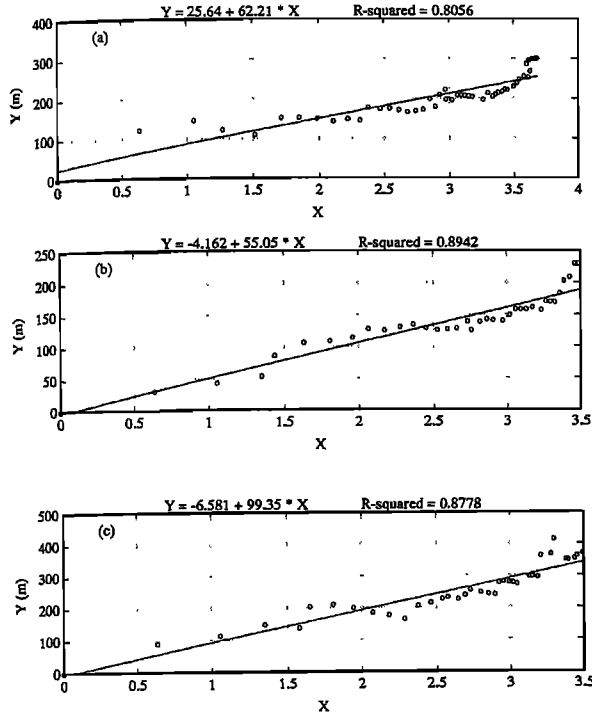 Y = 25.64 + 62.21 * X R-squared = 0.8056
(a)
400
300
200
100
0
Y (m)
0 0.5 1 1.5 2 2.5 3 3.5 4
X
Y = -4.162 + 55.05 * X R-squared = 0.8942
(b)
250
200
150
100
50
0
Y (m)
0 0.5 1 1.5 2 2.5 3 3.5
X
Y = -6.581 + 99.35 * X R-squared = 0.8778
(c)
500
400
300
200
100
0
Y (m)
0 0.5 1 1.5 2 2.5 3 3.5
X